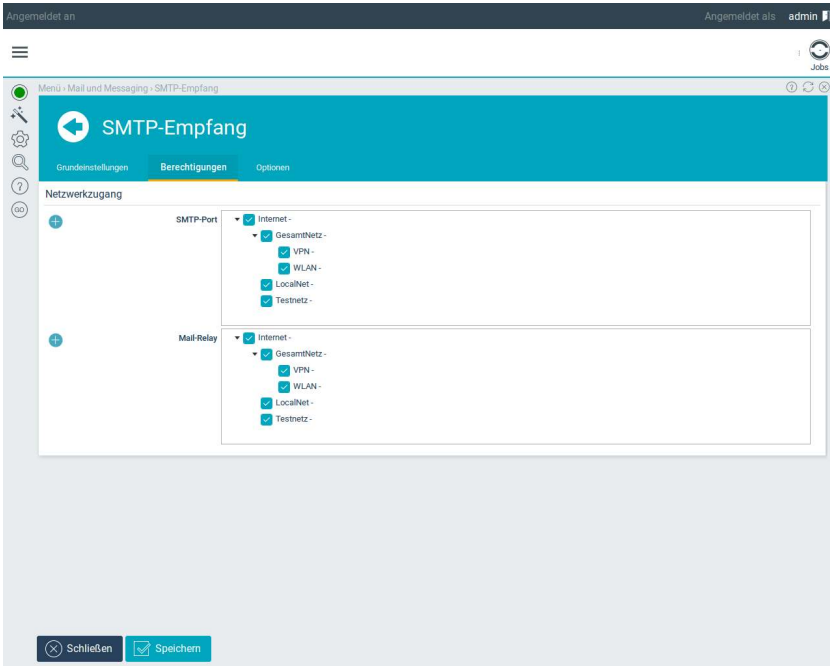 Angemeldet an
Angemeldet als admin
Jobs
Menü › Mail und Messaging › SMTP-Empfang
SMTP-Empfang
Grundeinstellungen Berechtigungen Optionen
GO
Netzwerkzugang
SMTP-Port
Internet -
GesamtNetz -
VPN -
WLAN -
LocalNet -
Testnetz -
Mail-Relay
Internet -
GesamtNetz -
VPN -
WLAN -
LocalNet -
Testnetz -
Schließen Speichern